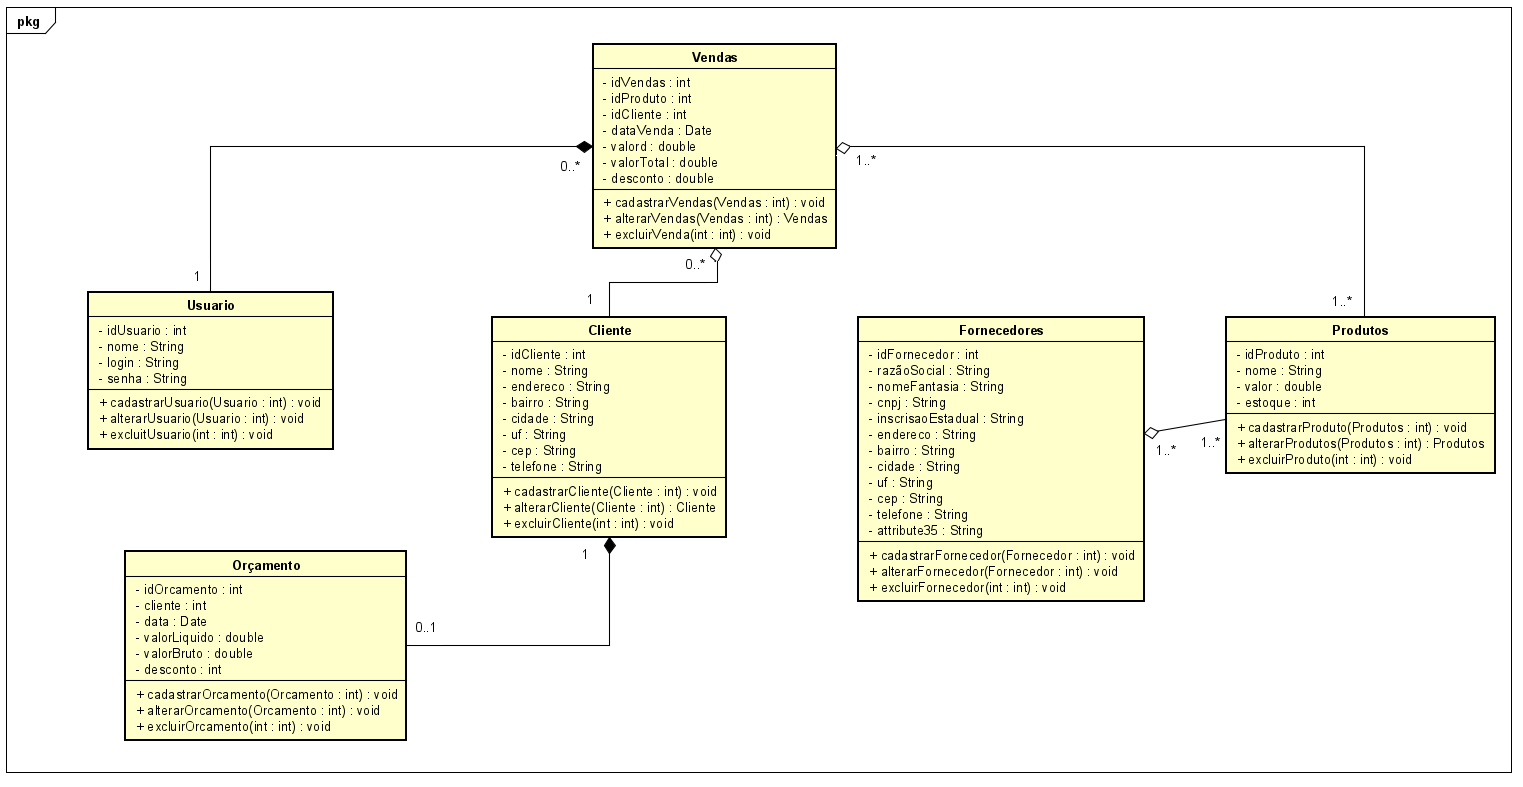 pkg
Vendas
- idVendas : int
- idProduto : int
- idCliente : int
- dataVenda : Date
- valord : double
- valorTotal : double
- desconto : double
+ cadastrarVendas(Vendas : int) : void
+ alterarVendas(Vendas : int) : Vendas
+ excluirVenda(int : int) : void
0..*
1..*
0..*
1
1
1..*
Usuario
- idUsuario : int
- nome : String
- login : String
- senha : String
+ cadastrarUsuario(Usuario : int) : void
+ alterarUsuario(Usuario : int) : void
+ excluitUsuario(int : int) : void
Cliente
- idCliente : int
- nome : String
- endereco : String
- bairro : String
- cidade : String
- uf : String
- cep : String
- telefone : String
+ cadastrarCliente(Cliente : int) : void
+ alterarCliente(Cliente : int) : Cliente
+ excluirCliente(int : int) : void
Fornecedores
- idFornecedor : int
- razãoSocial : String
- nomeFantasia : String
- cnpj : String
- inscrisaoEstadual : String
- endereco : String
- bairro : String
- cidade : String
- uf : String
- cep : String
- telefone : String
- attribute35 : String
+ cadastrarFornecedor(Fornecedor : int) : void
+ alterarFornecedor(Fornecedor : int) : void
+ excluirFornecedor(int : int) : void
1..*
1..*
Produtos
- idProduto : int
- nome : String
- valor : double
- estoque : int
+ cadastrarProduto(Produtos : int) : void
+ alterarProdutos(Produtos : int) : Produtos
+ excluirProduto(int : int) : void
1
0..1
Orçamento
- idOrcamento : int
- cliente : int
- data : Date
- valorLiquido : double
- valorBruto : double
- desconto : int
+ cadastrarOrcamento(Orcamento : int) : void
+ alterarOrcamento(Orcamento : int) : void
+ excluirOrcamento(int : int) : void